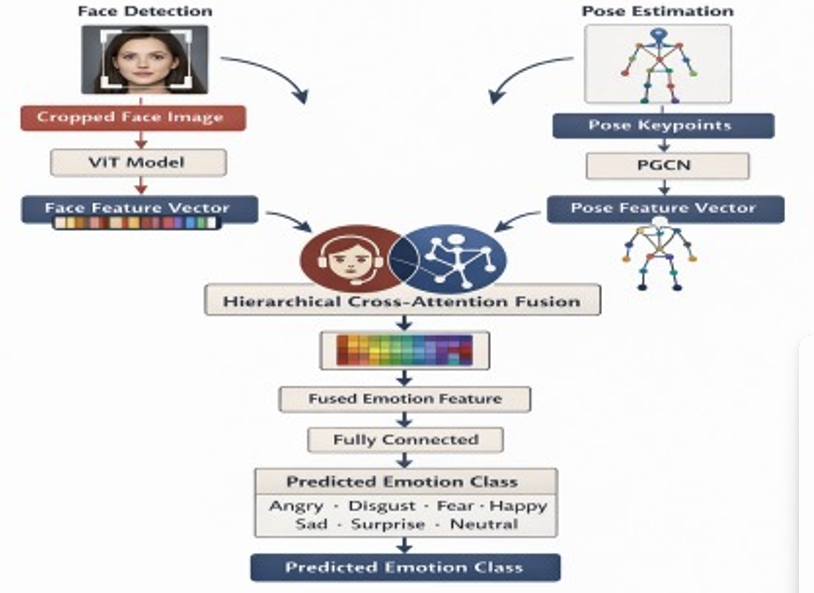 Face Detection
Pose Estimation
Cropped Face Image
Pose Keypoints
ViT Model
PGCN
Face Feature Vector
Pose Feature Vector
Hierarchical Cross-Attention Fusion
Fused Emotion Feature
Fully Connected
Predicted Emotion Class
Angry · Disgust · Fear · Happy
Sad · Surprise · Neutral
Predicted Emotion Class